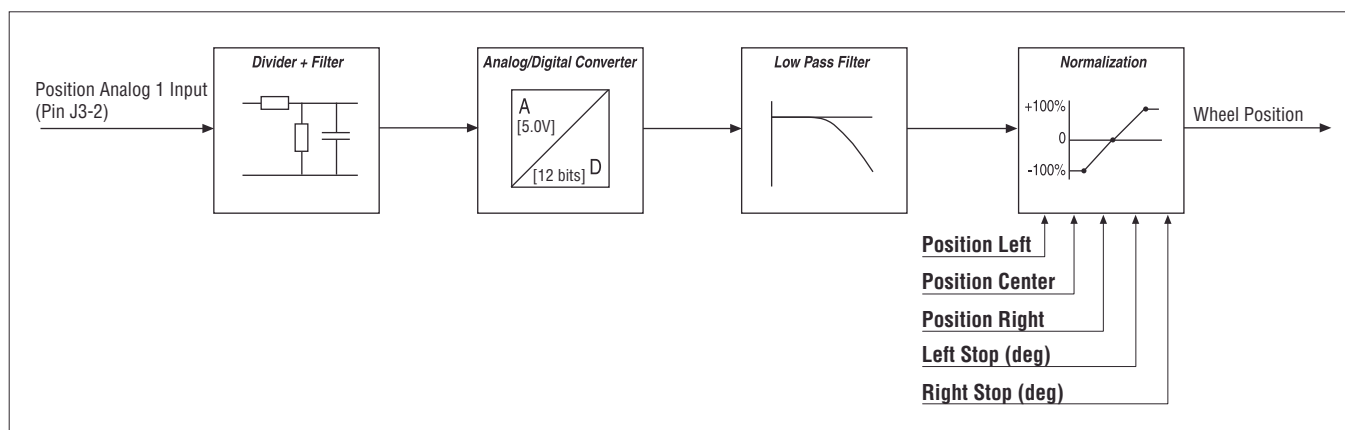 Divider + Filter
Analog/Digital Converter
Low Pass Filter
Normalization
Position Analog 1 Input
(Pin J3-2)
A
[5.0V]
[12 bits] D
+100%
0
-100%
Wheel Position
Position Left
Position Center
Position Right
Left Stop (deg)
Right Stop (deg)